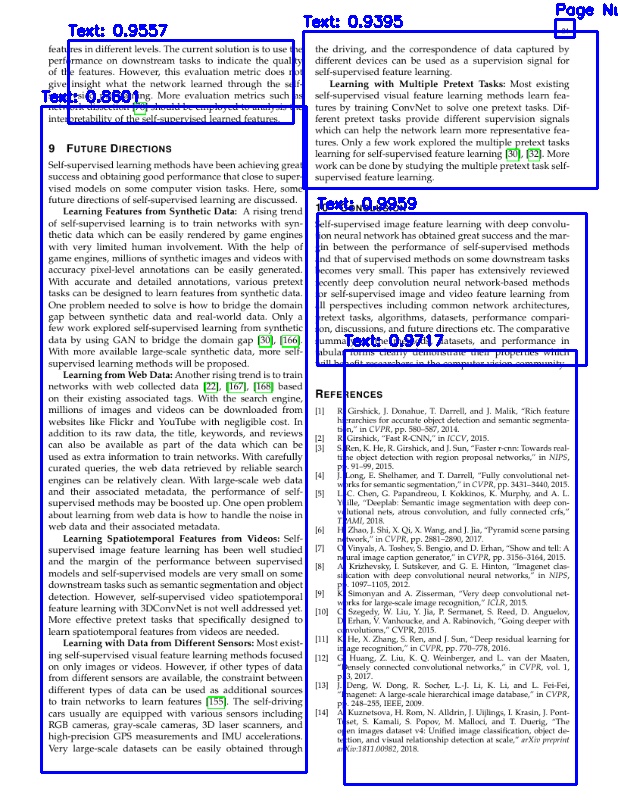 Page Nu
Text: 0.9557
features in different levels. The current solution is to use the
performance on downstream tasks to indicate the quality
of the features. However, this evaluation metric does not
give insight what the network learned through the self-
More evaluation metrics such as
should be employed to
interpretability of the self-supervised learned features.
Text: 0.8601
9 FUTURE DIRECTIONS
Self-supervised learning methods have been achieving great
success and obtaining good performance that close to super-
vised models on some computer vision tasks. Here, some
future directions of self-supervised learning are discussed.
Learning Features from Synthetic Data: A rising trend
of self-supervised learning is to train networks with syn-
thetic data which can be easily rendered by game engines
with very limited human involvement. With the help of
game engines, millions of synthetic images and videos with
accuracy pixel-level annotations can be easily generated.
With accurate and detailed annotations, various pretext
tasks can be designed to learn features from synthetic data.
One problem needed to solve is how to bridge the domain
gap between synthetic data and real-world data. Only a
few work explored self-supervised learning from synthetic
data by using GAN to bridge the domain gap [30], [166].
With more available large-scale synthetic data, more self-
supervised learning methods will be proposed.
Learning from Web Data: Another rising trend is to train
networks with web collected data [22], [167], [168] based
on their existing associated tags. With the search engine,
millions of images and videos can be downloaded from
websites like Flickr and YouTube with negligible cost. In
addition to its raw data, the title, keywords, and reviews
can also be available as part of the data which can be
used as extra information to train networks. With carefully
curated queries, the web data retrieved by reliable search
engines can be relatively clean. With large-scale web data
and their associated metadata, the performance of self-
supervised methods may be boosted up. One open problem
about learning from web data is how to handle the noise in
web data and their associated metadata.
Learning Spatiotemporal Features from Videos: Self-
supervised image feature learning has been well studied
and the margin of the performance between supervised
models and self-supervised models are very small on some
downstream tasks such as semantic segmentation and object
detection. However, self-supervised video spatiotemporal
feature learning with 3DConvNet is not well addressed yet.
More effective pretext tasks that specifically designed to
learn spatiotemporal features from videos are needed.
Learning with Data from Different Sensors: Most exist-
ing self-supervised visual feature learning methods focused
on only images or videos. However, if other types of data
from different sensors are available, the constraint between
different types of data can be used as additional sources
to train networks to learn features [155]. The self-driving
cars usually are equipped with various sensors including
RGB cameras, gray-scale cameras, 3D laser scanners, and
high-precision GPS measurements and IMU accelerations.
Very large-scale datasets can be easily obtained through
Text: 0.9395
the driving, and the correspondence of data captured by
different devices can be used as a supervision signal for
self-supervised feature learning.
Learning with Multiple Pretext Tasks: Most existing
self-supervised visual feature learning methods learn fea-
tures by training ConvNet to solve one pretext tasks. Dif-
ferent pretext tasks provide different supervision signals
which can help the network learn more representative fea-
tures. Only a few work explored the multiple pretext tasks
learning for self-supervised feature learning [30], [32]. More
work can be done by studying the multiple pretext task self-
supervised feature learning.
Text: 0.9959
10 CONCLUSION
Self-supervised image feature learning with deep convolu-
tion neural network has obtained great success and the mar-
gin between the performance of self-supervised methods
and that of supervised methods on some downstream tasks
becomes very small. This paper has extensively reviewed
recently deep convolution neural network-based methods
for self-supervised image and video feature learning from
all perspectives including common network architectures,
pretext tasks, algorithms, datasets, performance compari-
son, discussions, and future directions etc. The comparative
summary of the methods, datasets, and performance in
tabular forms clearly demonstrate their properties which
will benefit researchers in the computer vision community.
Text: 0.9717
REFERENCES
[1] R. Girshick, J. Donahue, T. Darrell, and J. Malik, "Rich feature
hierarchies for accurate object detection and semantic segmenta-
tion," in CVPR, pp. 580–587, 2014.
[2] R. Girshick, "Fast R-CNN," in ICCV, 2015.
[3] S. Ren, K. He, R. Girshick, and J. Sun, "Faster r-cnn: Towards real-
time object detection with region proposal networks," in NIPS,
pp. 91–99, 2015.
[4] J. Long, E. Shelhamer, and T. Darrell, "Fully convolutional net-
works for semantic segmentation," in CVPR, pp. 3431–3440, 2015.
[5] L.-C. Chen, G. Papandreou, I. Kokkinos, K. Murphy, and A. L.
Yuille, "Deeplab: Semantic image segmentation with deep con-
volutional nets, atrous convolution, and fully connected crfs,"
TPAMI, 2018.
[6] H. Zhao, J. Shi, X. Qi, X. Wang, and J. Jia, "Pyramid scene parsing
network," in CVPR, pp. 2881–2890, 2017.
[7] O. Vinyals, A. Toshev, S. Bengio, and D. Erhan, "Show and tell: A
neural image caption generator," in CVPR, pp. 3156–3164, 2015.
[8] A. Krizhevsky, I. Sutskever, and G. E. Hinton, "Imagenet clas-
sification with deep convolutional neural networks," in NIPS,
pp. 1097–1105, 2012.
[9] K. Simonyan and A. Zisserman, "Very deep convolutional net-
works for large-scale image recognition," ICLR, 2015.
[10] C. Szegedy, W. Liu, Y. Jia, P. Sermanet, S. Reed, D. Anguelov,
D. Erhan, V. Vanhoucke, and A. Rabinovich, "Going deeper with
convolutions," CVPR, 2015.
[11] K. He, X. Zhang, S. Ren, and J. Sun, "Deep residual learning for
image recognition," in CVPR, pp. 770–778, 2016.
[12] G. Huang, Z. Liu, K. Q. Weinberger, and L. van der Maaten,
"Densely connected convolutional networks," in CVPR, vol. 1,
p. 3, 2017.
[13] J. Deng, W. Dong, R. Socher, L.-J. Li, K. Li, and L. Fei-Fei,
"Imagenet: A large-scale hierarchical image database," in CVPR,
pp. 248–255, IEEE, 2009.
[14] A. Kuznetsova, H. Rom, N. Alldrin, J. Uijlings, I. Krasin, J. Pont-
Tuset, S. Kamali, S. Popov, M. Malloci, and T. Duerig, "The
open images dataset v4: Unified image classification, object de-
tection, and visual relationship detection at scale," arXiv preprint
arXiv:1811.00982, 2018.